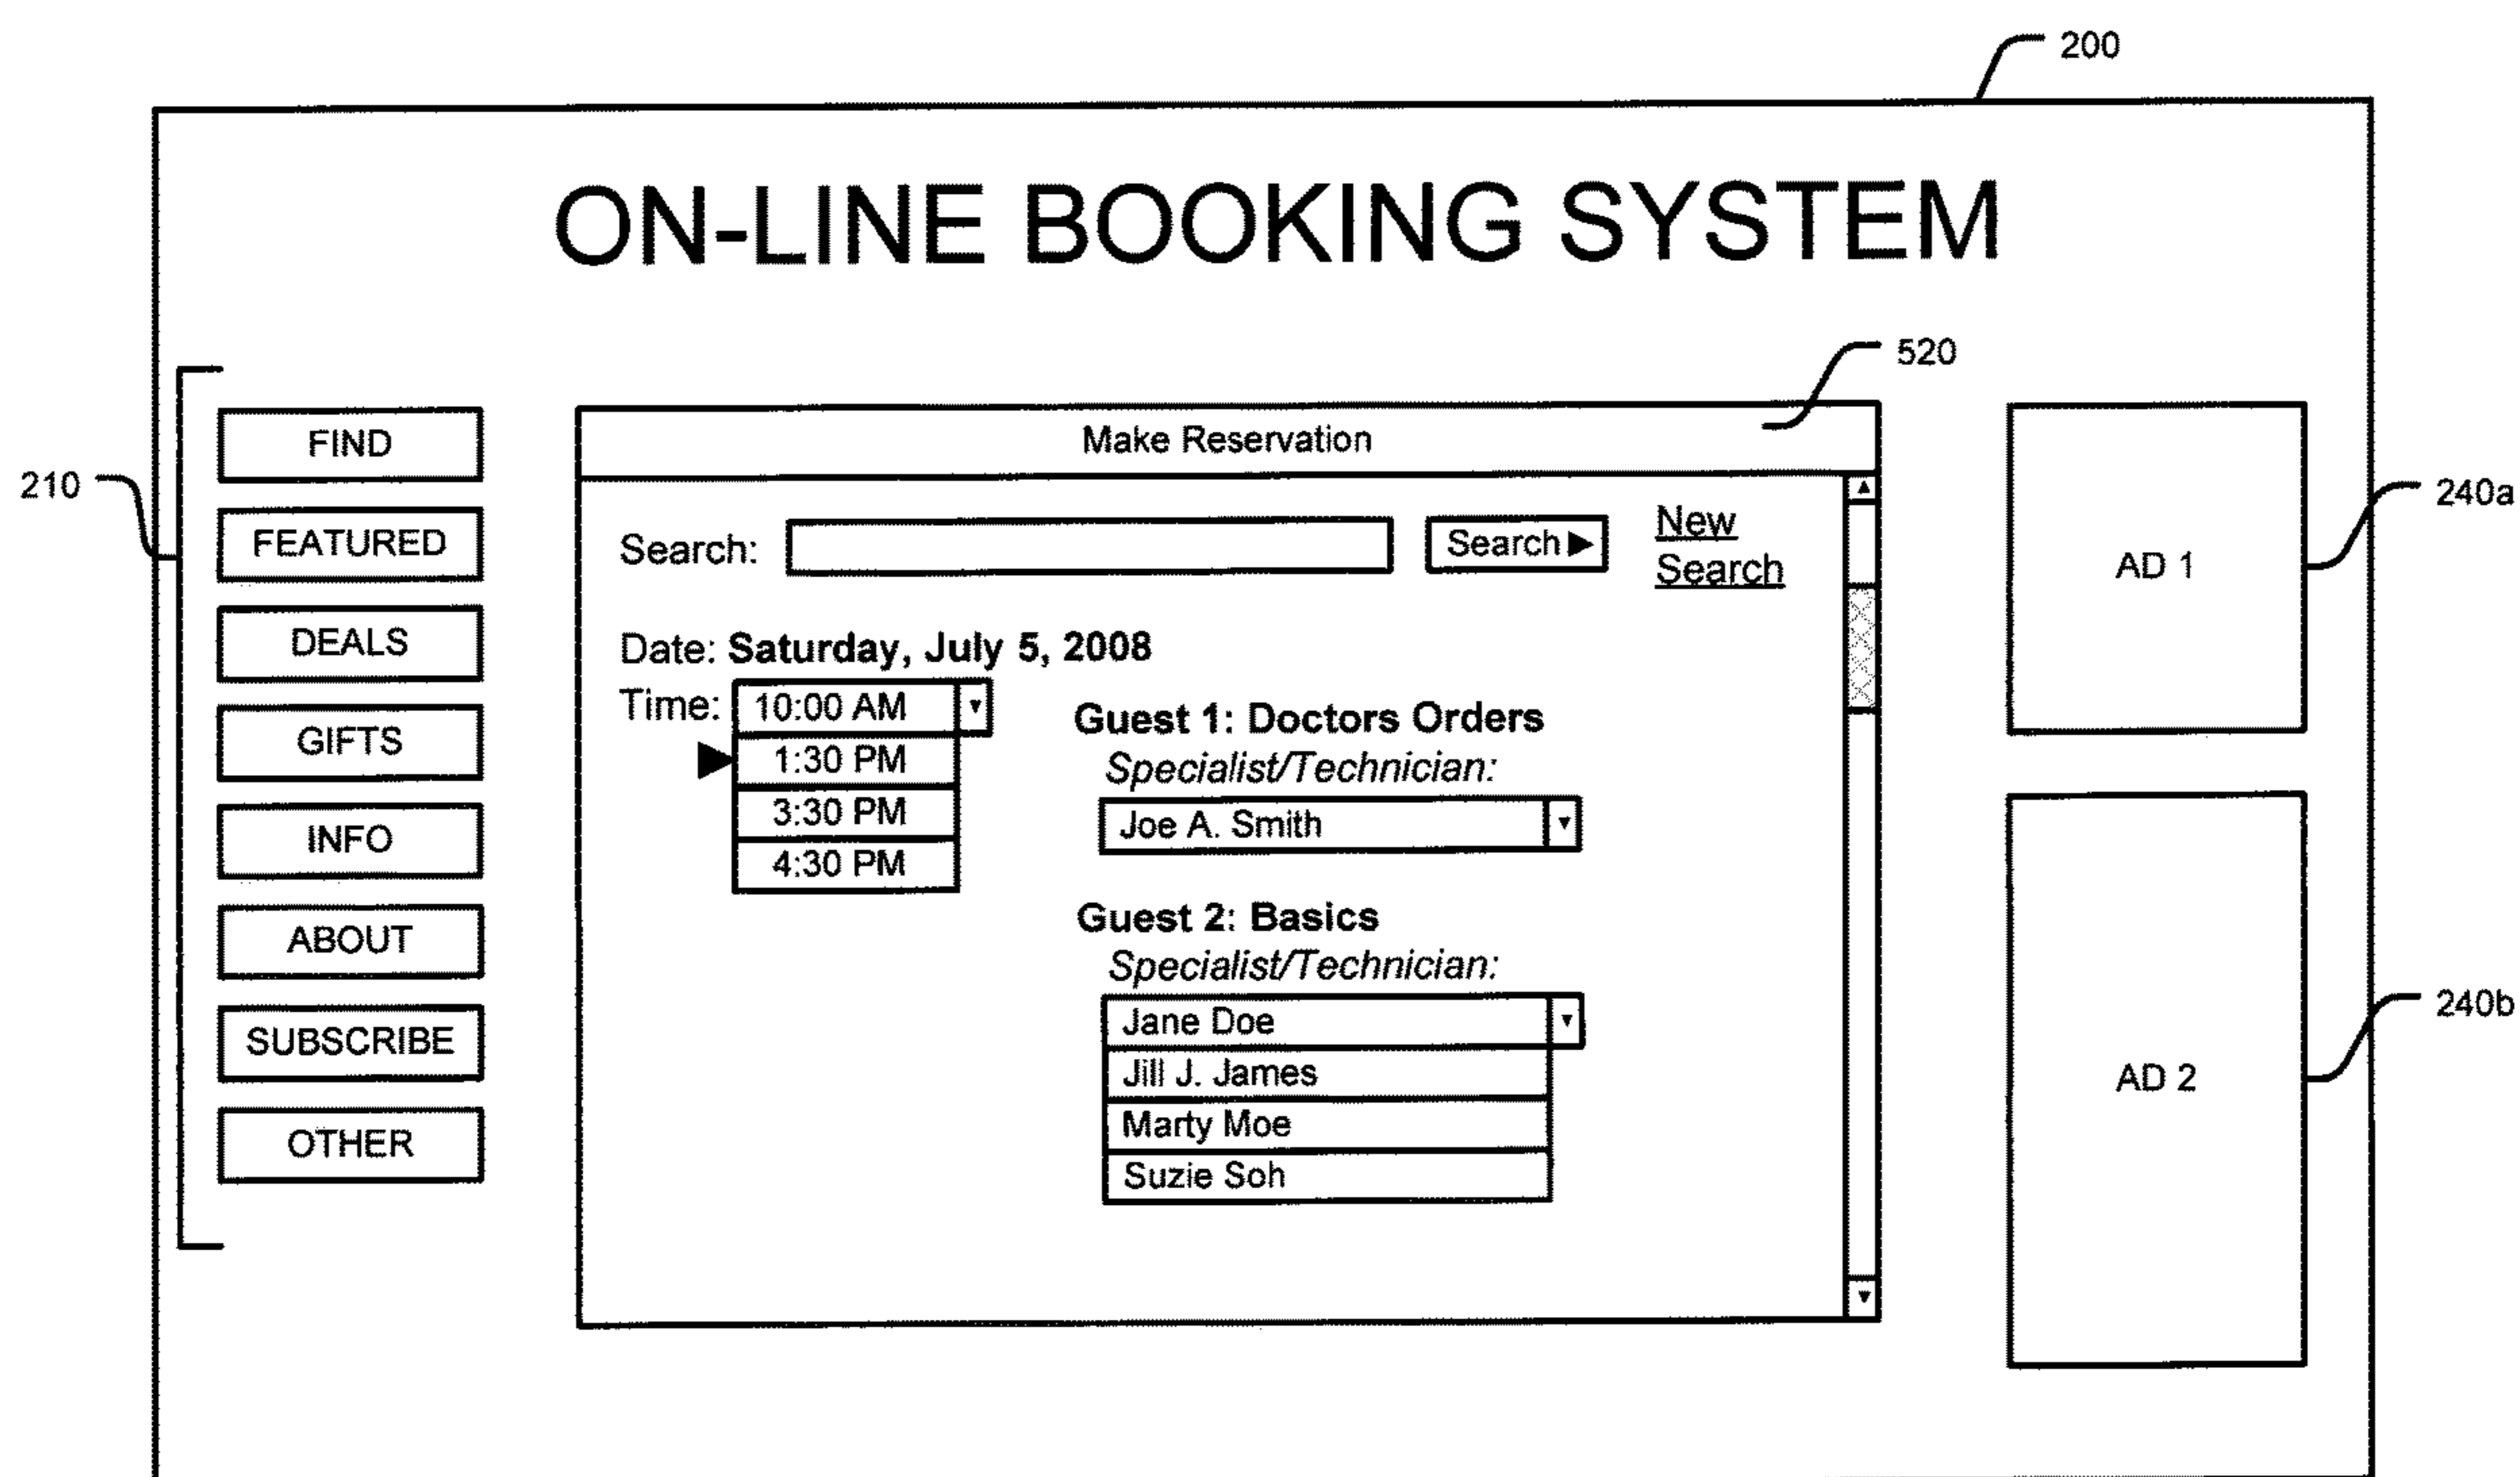 200
ON-LINE BOOKING SYSTEM
520
210
FIND
FEATURED
DEALS
GIFTS
INFO
ABOUT
SUBSCRIBE
OTHER
Make Reservation
Search:
Search
New
Search
Date: Saturday, July 5, 2008
Time:
10:00 AM
1:30 PM
3:30 PM
4:30 PM
Guest 1: Doctors Orders
Specialist/Technician:
Joe A. Smith
Guest 2: Basics
Specialist/Technician:
Jane Doe
Jill J. James
Marty Moe
Suzie Soh
AD 1
240a
AD 2
240b